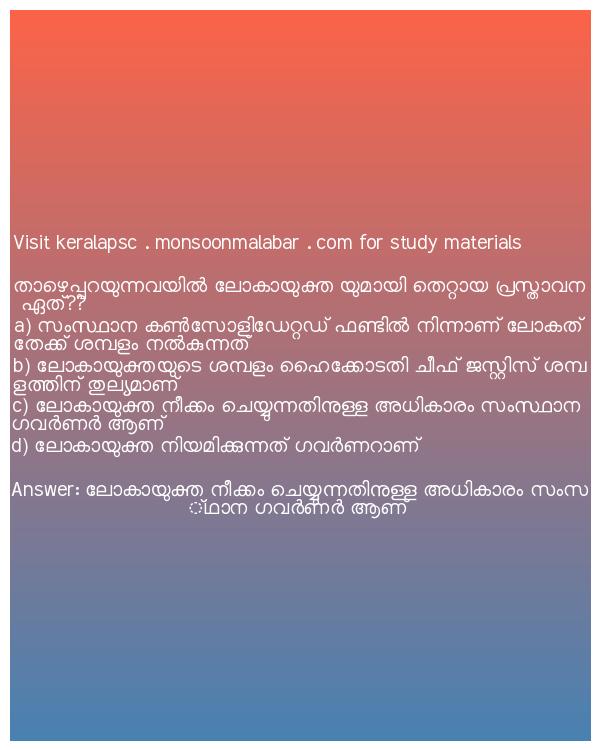 Visit keralapsc . monsoonmalabar . com for study materials
താഴെപ്പറയുന്നവയിൽ ലോകായുക്ത യുമായി തെറ്റായ പ്രസ്താവന
ഏത്??
a) സംസ്ഥാന കൺസോളിഡേറ്റഡ് ഫണ്ടിൽ നിന്നാണ് ലോകത്
തേക്ക് ശമ്പളം നൽകുന്നത്
b) ലോകായുക്തയുടെ ശമ്പളം ഹൈക്കോടതി ചീഫ് ജസ്റ്റിസ് ശമ്പ
ളത്തിന് തുല്യമാണ്
c) ലോകായുക്ത നീക്കം ചെയ്യുന്നതിനുള്ള അധികാരം സംസ്ഥാന
ഗവർണർ ആണ്
d) ലോകായുക്ത നിയമിക്കുന്നത് ഗവർണറാണ്
Answer: ലോകായുക്ത നീക്കം ചെയ്യുന്നതിനുള്ള അധികാരം സംസ
്ഥാന ഗവർണർ ആണ്